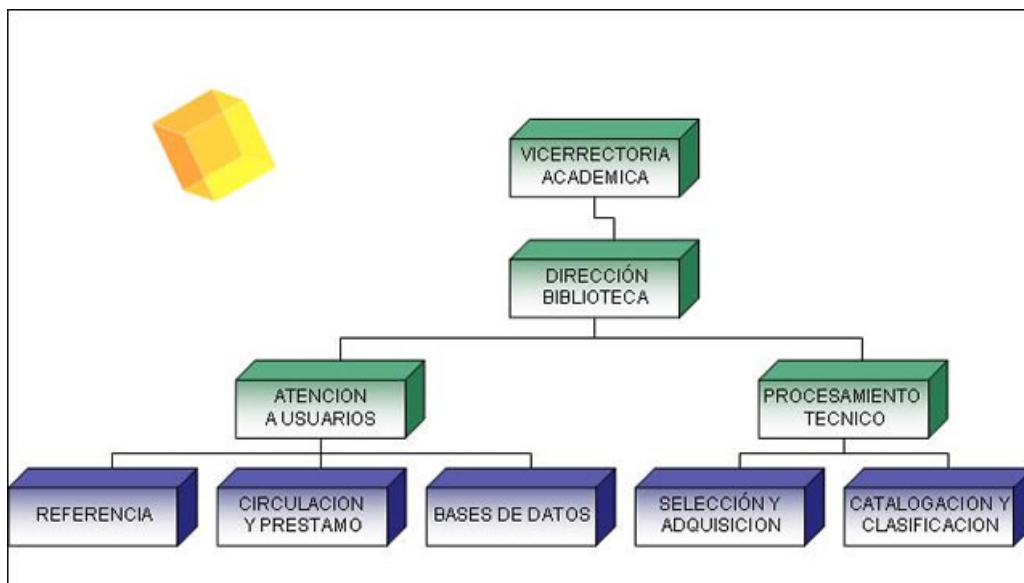 VICERRECTORIA
ACADEMICA
DIRECCIÓN
BIBLIOTECA
ATENCION
A USUARIOS
PROCESAMIENTO
TECNICO
REFERENCIA
CIRCULACION
Y PRESTAMO
BASES DE DATOS
SELECCIÓN Y
ADQUISICION
CATALOGACION Y
CLASIFICACION